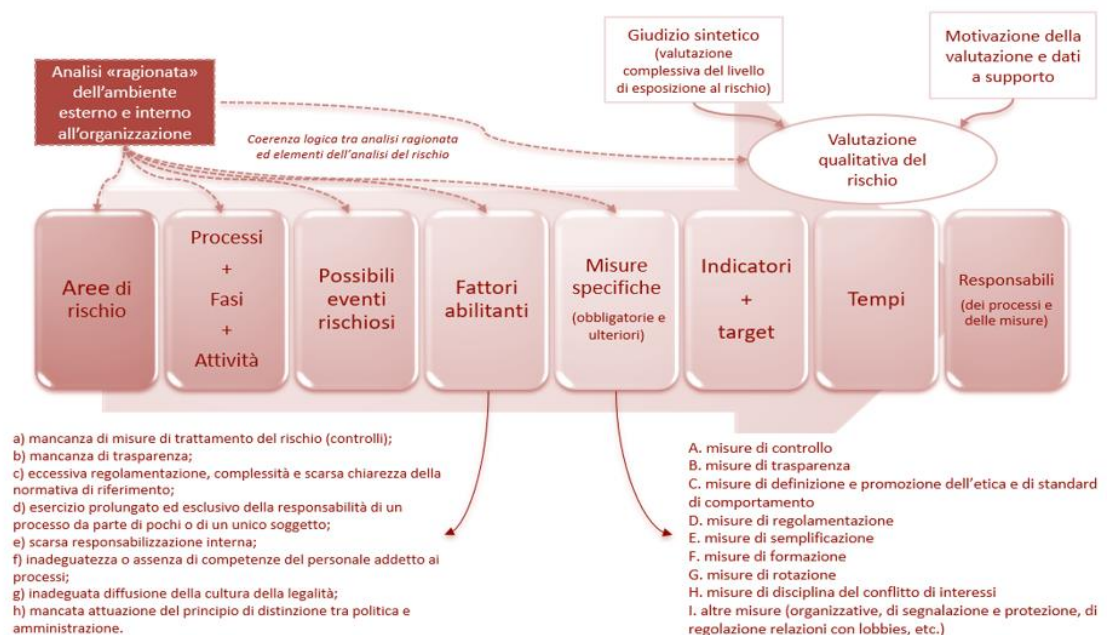 Giudizio sintetico
(valutazione
complessiva del livello
di esposizione al rischio)
Motivazione della
valutazione e dati
a supporto
Analisi «ragionata»
dell'ambiente
esterno e interno
all'organizzazione
Coerenza logica tra analisi ragionata
ed elementi dell'analisi del rischio
Valutazione
qualitativa del
rischio
Aree di
rischio
Processi
+
Fasi
+
Attività
Possibili
eventi
rischiosi
Fattori
abilitanti
Misure
specifiche
(obbligatorie e
ulteriori)
Indicatori
+
target
Tempi
Responsabili
(dei processi e
delle misure)
a) mancanza di misure di trattamento del rischio (controlli);
b) mancanza di trasparenza;
c) eccessiva regolamentazione, complessità e scarsa chiarezza della
normativa di riferimento;
d) esercizio prolungato ed esclusivo della responsabilità di un
processo da parte di pochi o di un unico soggetto;
e) scarsa responsabilizzazione interna;
f) inadeguatezza o assenza di competenze del personale addetto ai
processi;
g) inadeguata diffusione della cultura della legalità;
h) mancata attuazione del principio di distinzione tra politica e
amministrazione.
A. misure di controllo
B. misure di trasparenza
C. misure di definizione e promozione dell'etica e di standard
di comportamento
D. misure di regolamentazione
E. misure di semplificazione
F. misure di formazione
G. misure di rotazione
H. misure di disciplina del conflitto di interessi
I. altre misure (organizzative, di segnalazione e protezione, di
regolazione relazioni con lobbies, etc.)